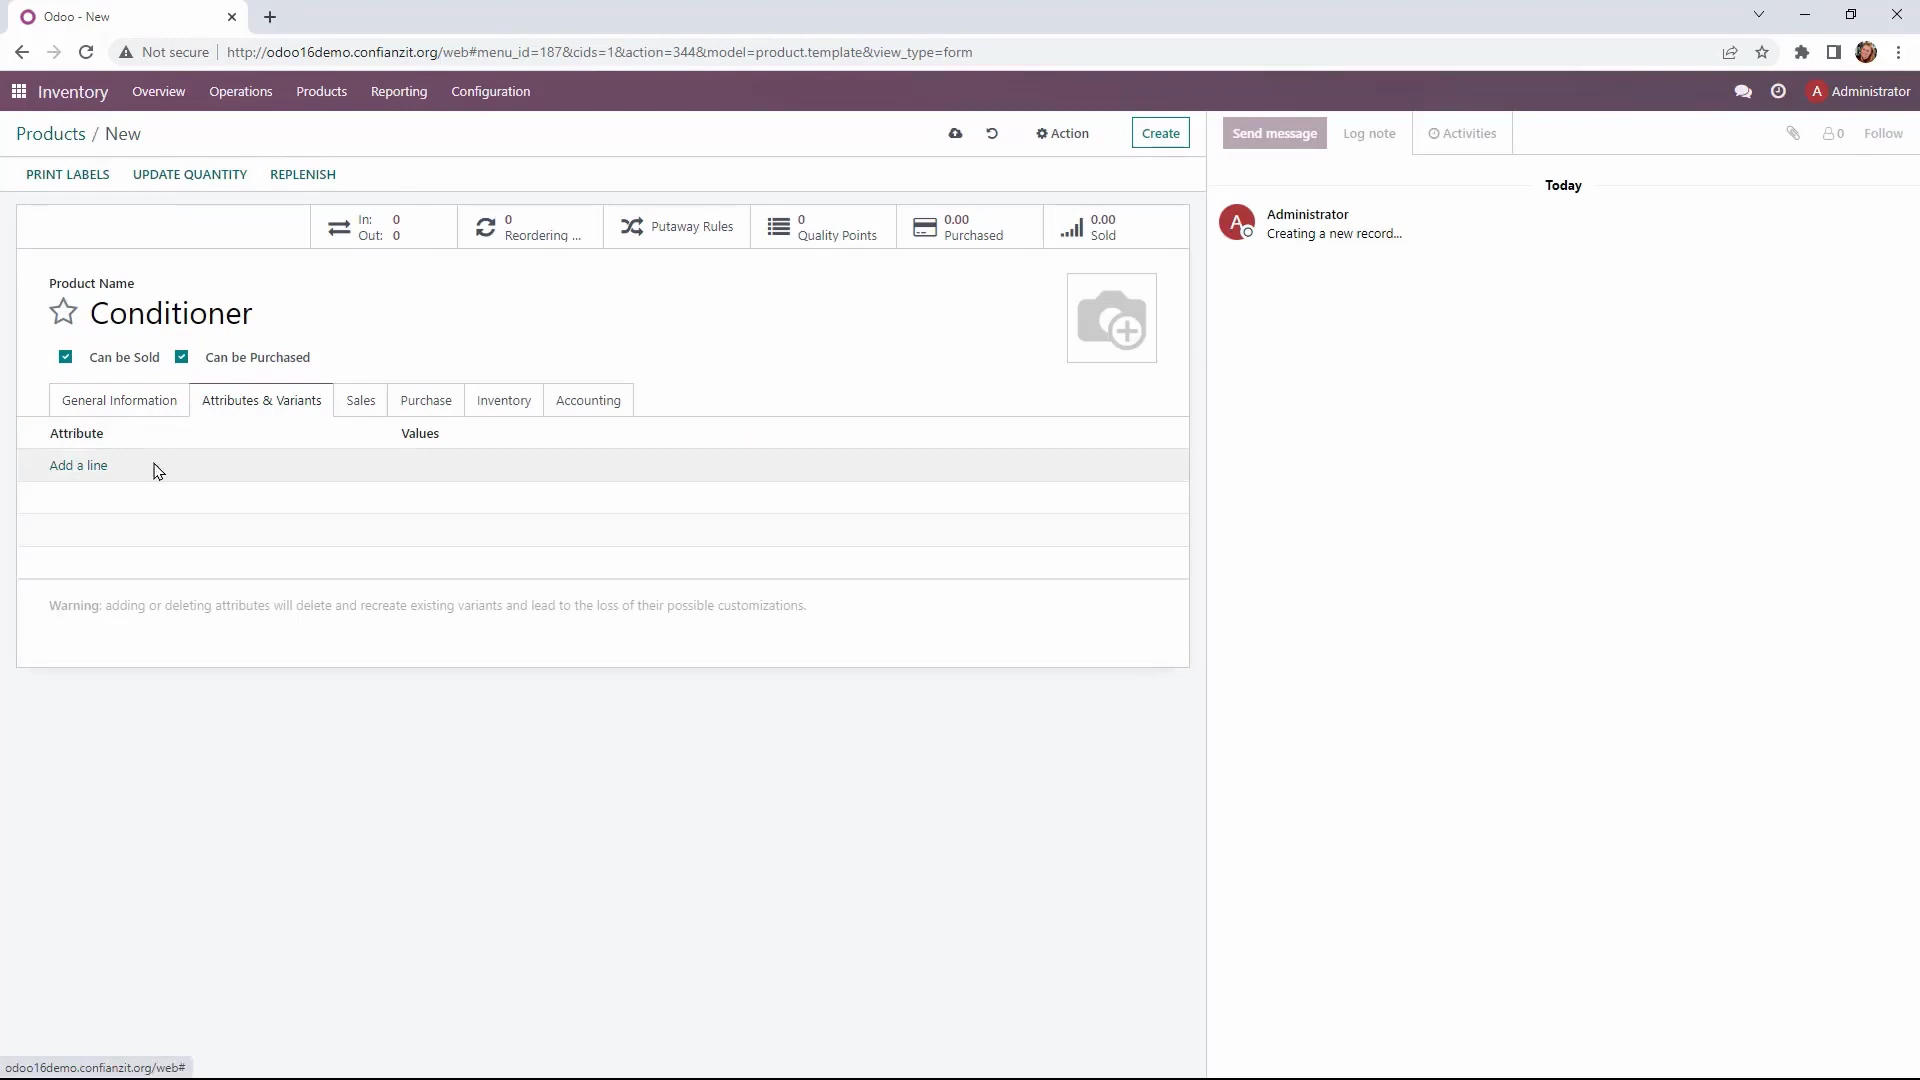 Odoo - New
Not secure
http://odoo16demo.confianzit.org/web#menu_id=187&cids=1&action=344&model=product.template&view_type=form
Inventory Overview Operations Products Reporting Configuration
A Administrator
Products / New
Action
Create
Send message
Log note
Activities
0
Follow
PRINT LABELS UPDATE QUANTITY REPLENISH
In: 0
Out: 0
0
Reordering ...
Putaway Rules
0
Quality Points
0.00
Purchased
0.00
Sold
Today
A
Administrator
Creating a new record...
Product Name
Conditioner
Can be Sold
Can be Purchased
General Information Attributes & Variants Sales Purchase Inventory Accounting
Attribute Values
Add a line
Warning: adding or deleting attributes will delete and recreate existing variants and lead to the loss of their possible customizations.
odoo16demo.confianzit.org/web#